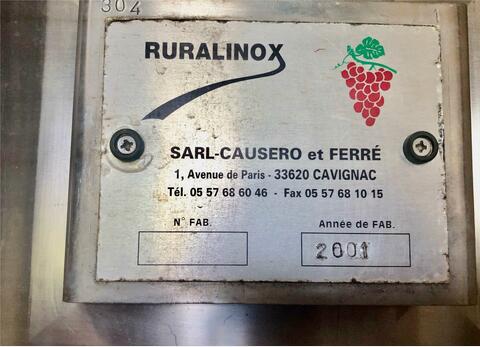 304
RURALINOX
SARL-CAUSERO et FERRÉ
1, Avenue de Paris - 33620 CAVIGNAC
Tél. 05 57 68 60 46 - Fax 05 57 68 10 15
N° FAB. Année de FAB.
2001